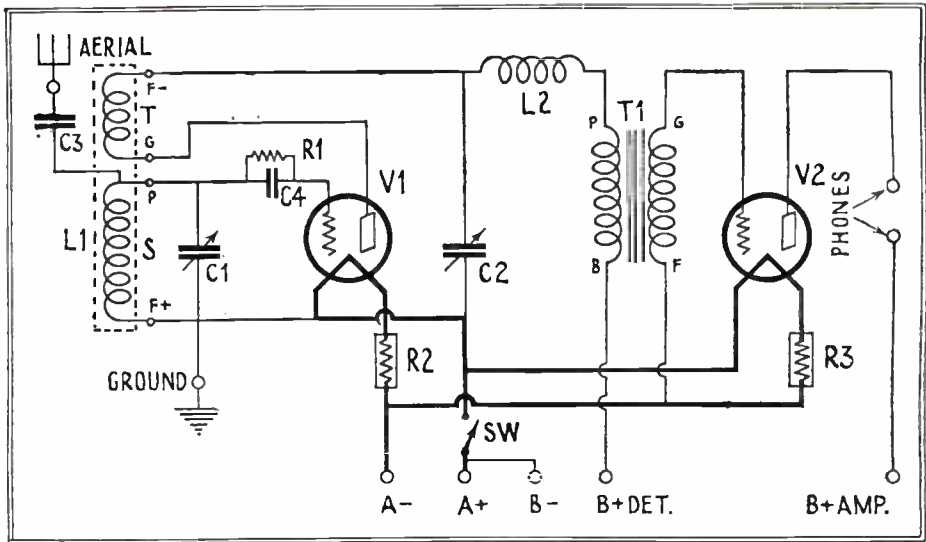 AERIAL
F-
T
G
C3
P
R1
C4
V1
L1
S
C1
F+
GROUND
R2
C2
L2
T1
P
G
B
F
V2
PHONES
R3
SW
A-
A+
B-
B+DET.
B+AMP.